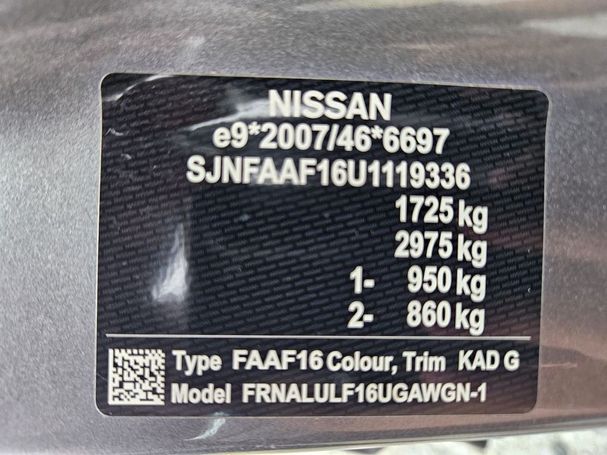 NISSAN
e9*2007/46*6697
SJNFAAF16U1119336
1725 kg
2975 kg
1- 950 kg
2- 860 kg
Type FAAF16 Colour, Trim KAD G
Model FRNALULF16UGAWGN-1